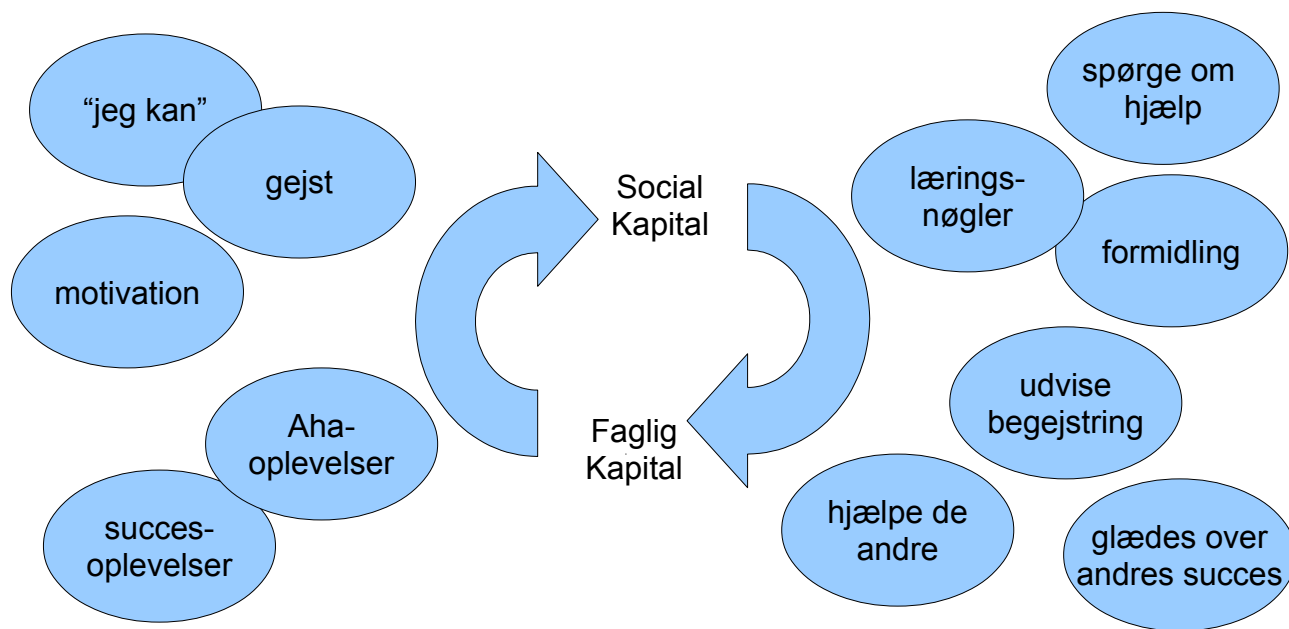 “jeg kan”
gejst
motivation
Aha-
oplevelser
succes-
oplevelser
Social
Kapital
Faglig
Kapital
spørge om
hjælp
lærings-
nøgler
formidling
udvise
begejstring
hjælpe de
andre
glædes over
andres succes